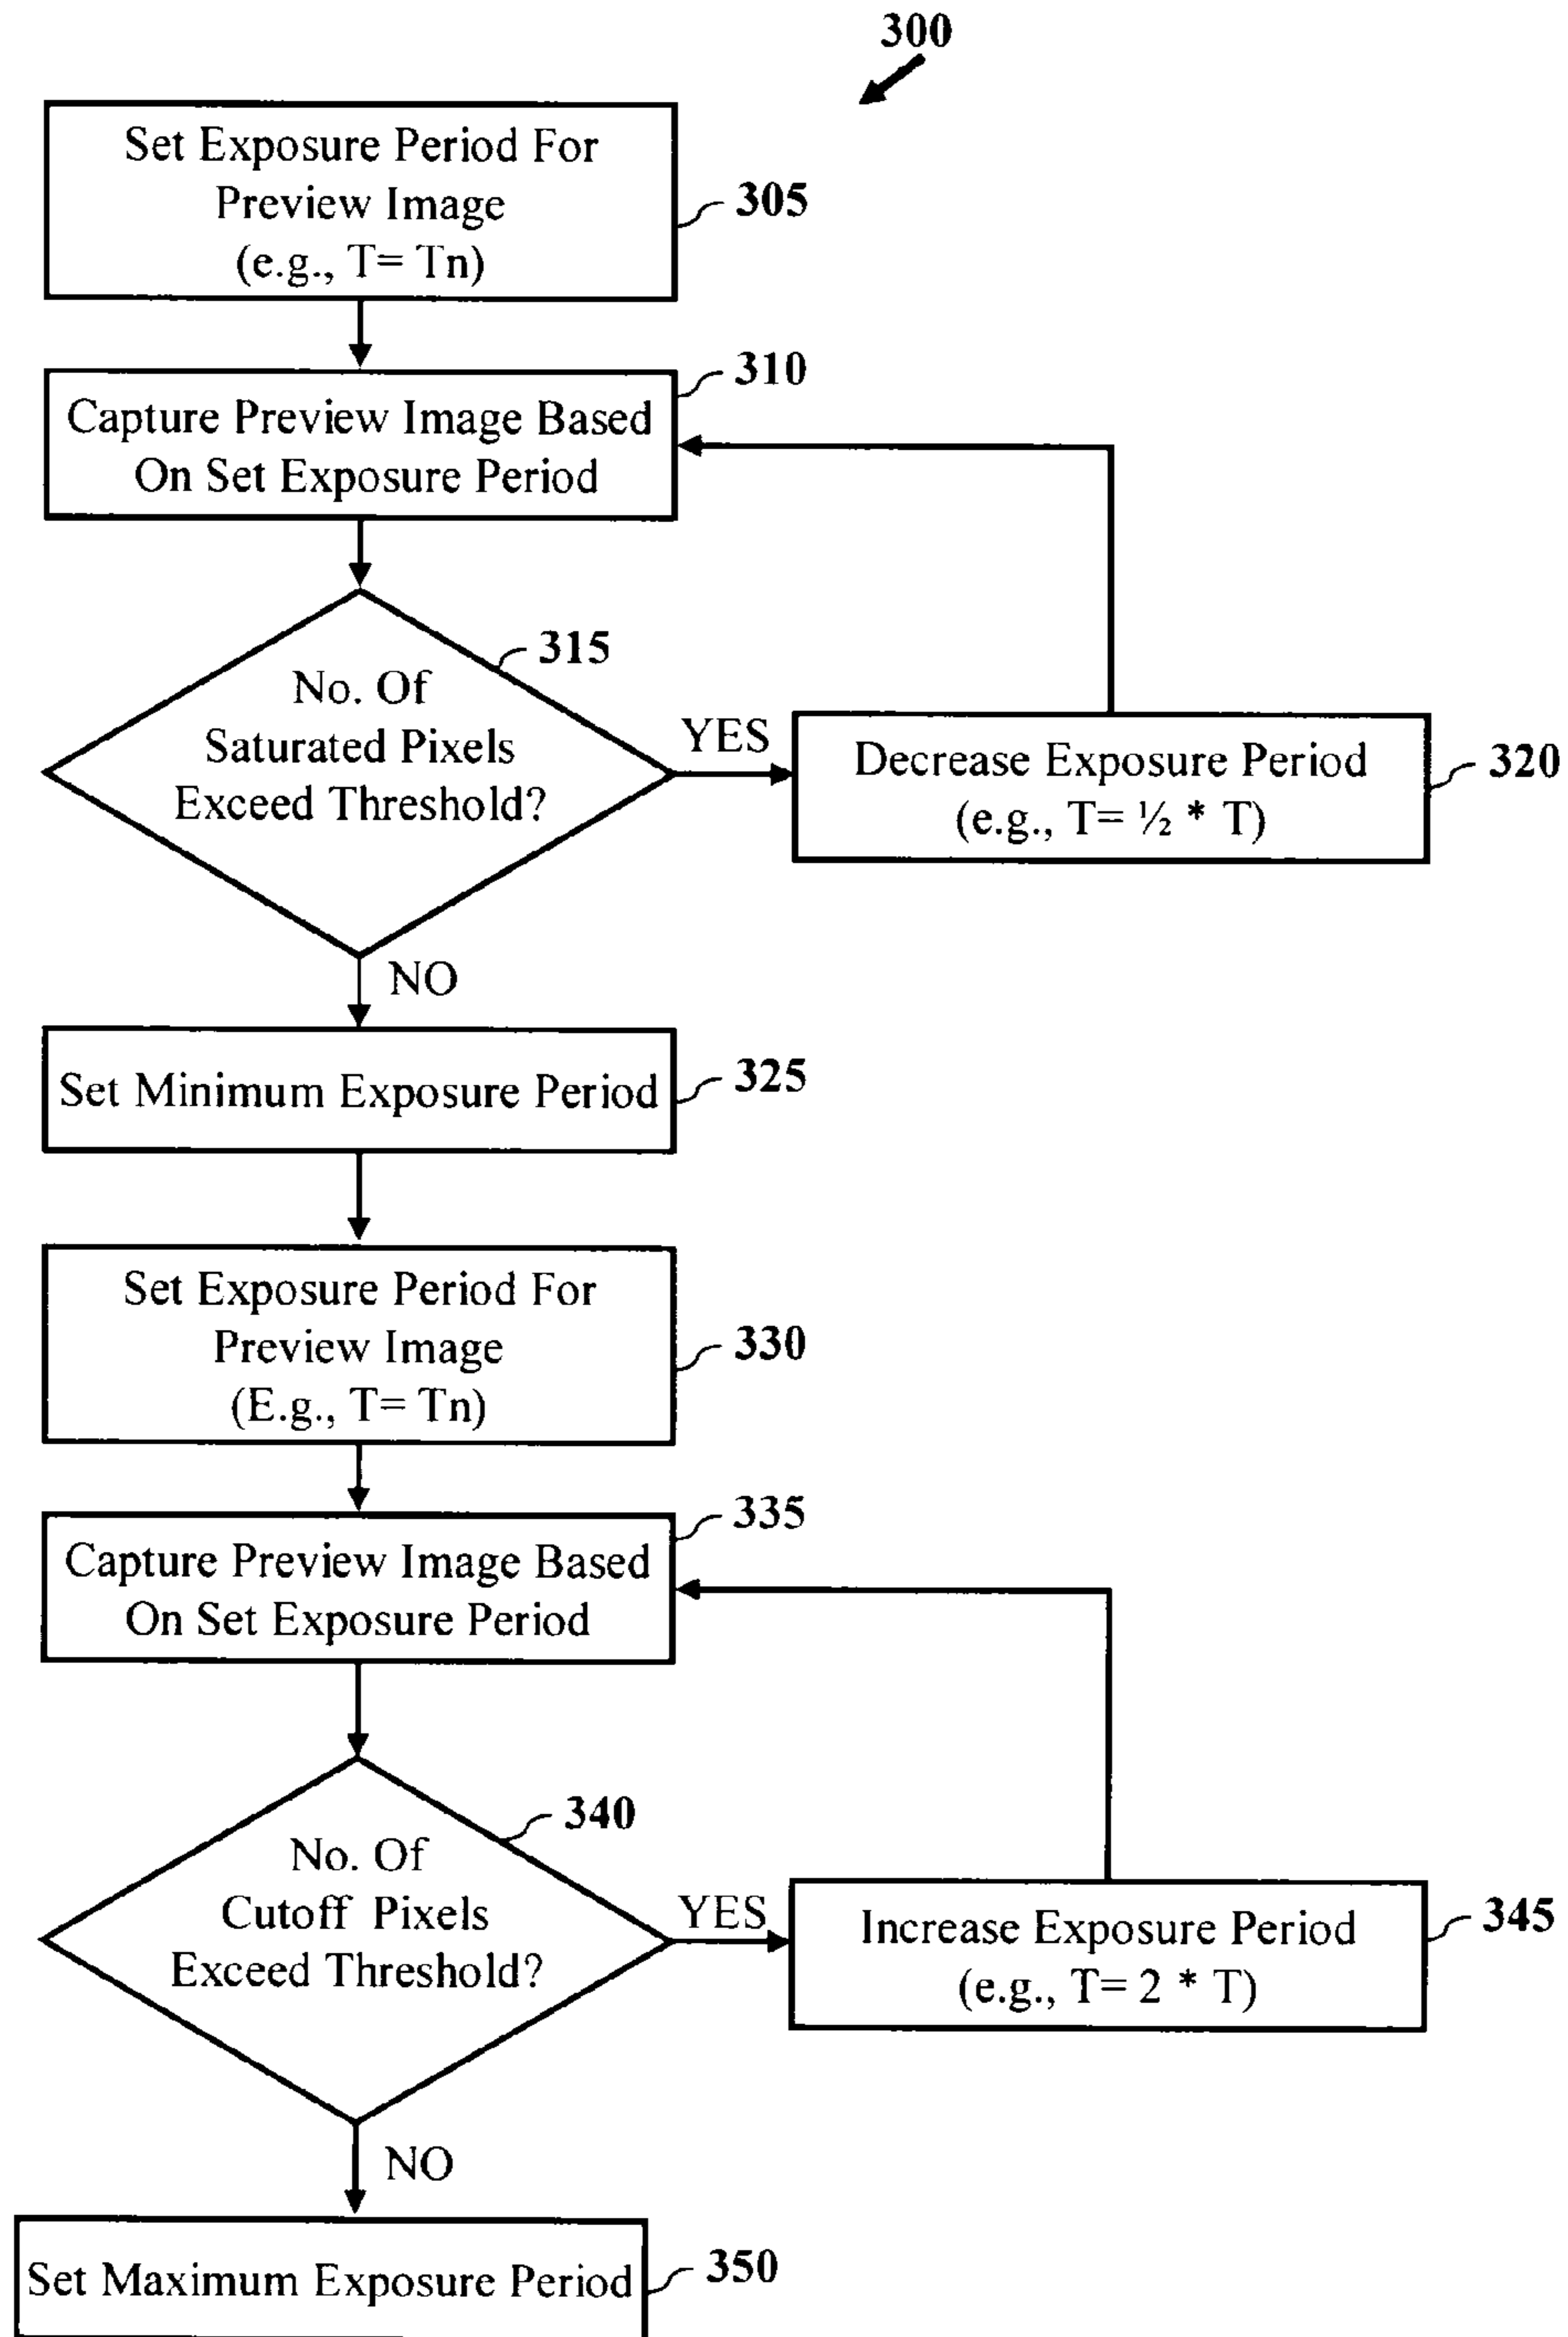 300
Set Exposure Period For
Preview Image
(e.g., T= Tn)
305
310
Capture Preview Image Based
On Set Exposure Period
315
No. Of
Saturated Pixels
Exceed Threshold?
YES
Decrease Exposure Period
(e.g., T= ½ * T)
320
NO
Set Minimum Exposure Period
325
Set Exposure Period For
Preview Image
(E.g., T= Tn)
330
335
Capture Preview Image Based
On Set Exposure Period
340
No. Of
Cutoff Pixels
Exceed Threshold?
YES
Increase Exposure Period
(e.g., T= 2 * T)
345
NO
Set Maximum Exposure Period
350